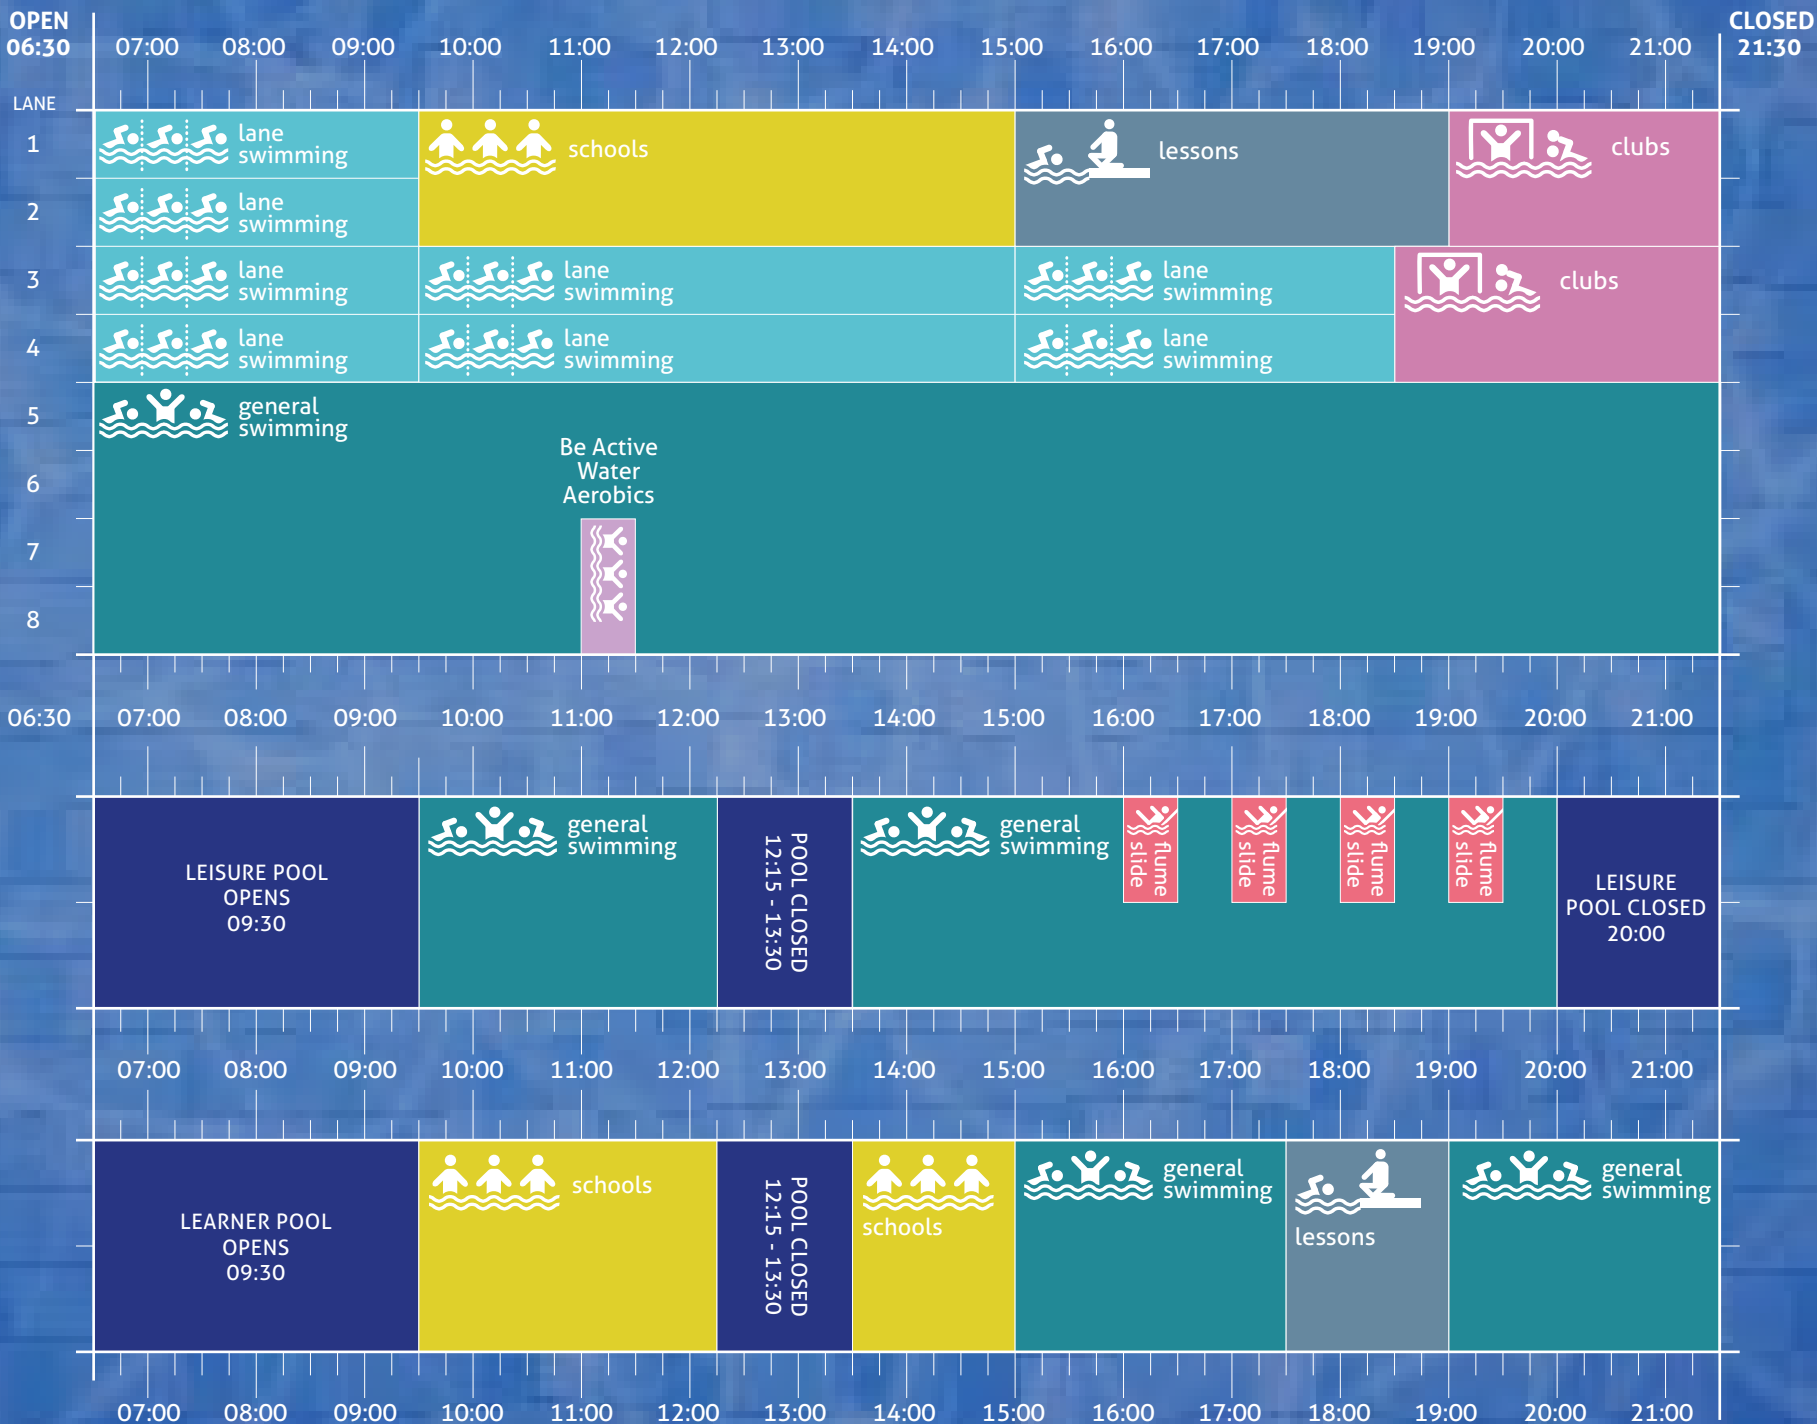 OPEN
06:30
07:00 08:00 09:00 10:00 11:00 12:00 13:00 14:00 15:00 16:00 17:00 18:00 19:00 20:00 21:00
CLOSED
21:30
LANE
1
lane
swimming
schools
lessons
clubs
2
lane
swimming
3
lane
swimming
lane
swimming
lane
swimming
clubs
4
lane
swimming
lane
swimming
lane
swimming
5
general
swimming
Be Active
Water
Aerobics
6
7
8
06:30 07:00 08:00 09:00 10:00 11:00 12:00 13:00 14:00 15:00 16:00 17:00 18:00 19:00 20:00 21:00
LEISURE POOL
OPENS
09:30
general
swimming
POOL CLOSED
12:15 - 13:30
general
swimming
flume
slide
flume
slide
flume
slide
flume
slide
LEISURE
POOL CLOSED
20:00
07:00 08:00 09:00 10:00 11:00 12:00 13:00 14:00 15:00 16:00 17:00 18:00 19:00 20:00 21:00
LEARNER POOL
OPENS
09:30
schools
POOL CLOSED
12:15 - 13:30
schools
general
swimming
lessons
general
swimming
07:00 08:00 09:00 10:00 11:00 12:00 13:00 14:00 15:00 16:00 17:00 18:00 19:00 20:00 21:00